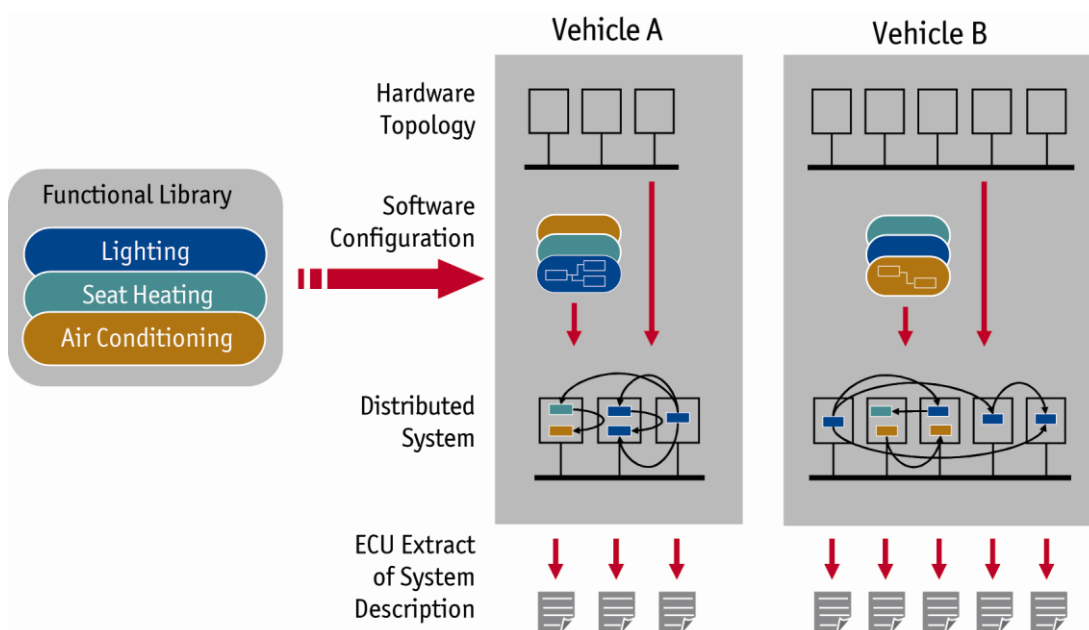 Vehicle A
Vehicle B
Hardware
Topology
Functional Library
Lighting
Seat Heating
Air Conditioning
Software
Configuration
Distributed
System
ECU Extract
of System
Description